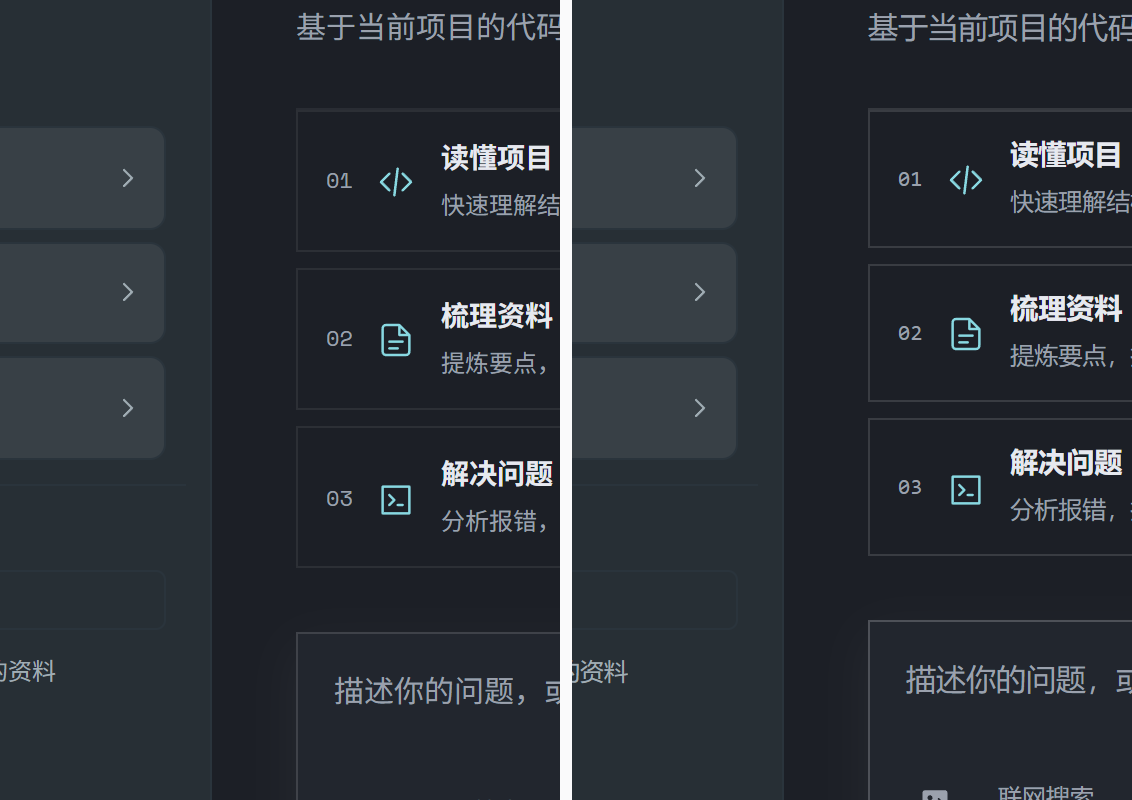 基于当前项目的代码
01
读懂项目
快速理解结
02
梳理资料
提炼要点，
03
解决问题
分析报错，
的资料
描述你的问题，或
基于当前项目的代码
01
读懂项目
快速理解结
02
梳理资料
提炼要点，
03
解决问题
分析报错，
的资料
描述你的问题，或
联网搜索